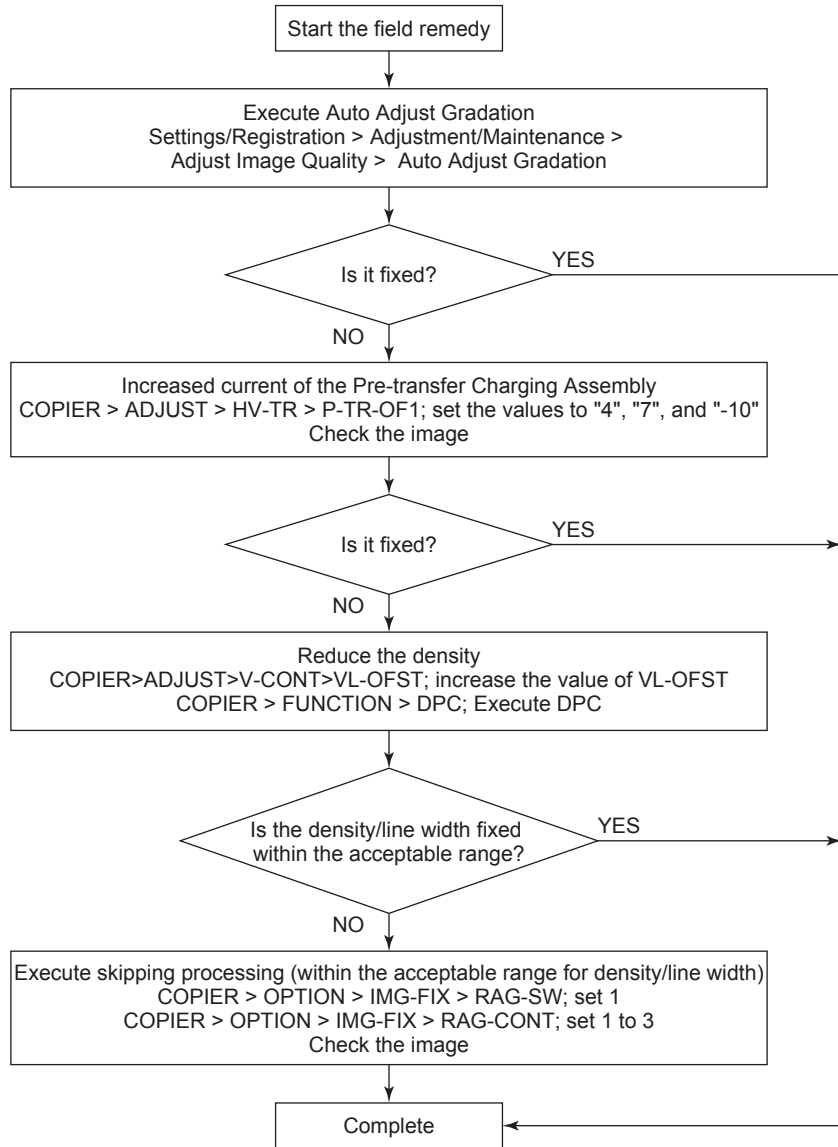 Start the field remedy
Execute Auto Adjust Gradation
Settings/Registration > Adjustment/Maintenance >
Adjust Image Quality > Auto Adjust Gradation
Is it fixed?
YES
NO
Increased current of the Pre-transfer Charging Assembly
COPIER > ADJUST > HV-TR > P-TR-OF1; set the values to "4", "7", and "-10"
Check the image
Is it fixed?
YES
NO
Reduce the density
COPIER>ADJUST>V-CONT>VL-OFST; increase the value of VL-OFST
COPIER > FUNCTION > DPC; Execute DPC
Is the density/line width fixed
within the acceptable range?
YES
NO
Execute skipping processing (within the acceptable range for density/line width)
COPIER > OPTION > IMG-FIX > RAG-SW; set 1
COPIER > OPTION > IMG-FIX > RAG-CONT; set 1 to 3
Check the image
Complete